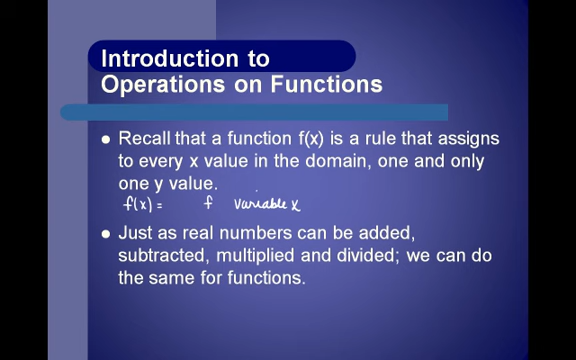 Introduction to
Operations on Functions
Recall that a function f(x) is a rule that assigns
to every x value in the domain, one and only
one y value.
f(x) = f variable x
Just as real numbers can be added,
subtracted, multiplied and divided; we can do
the same for functions.